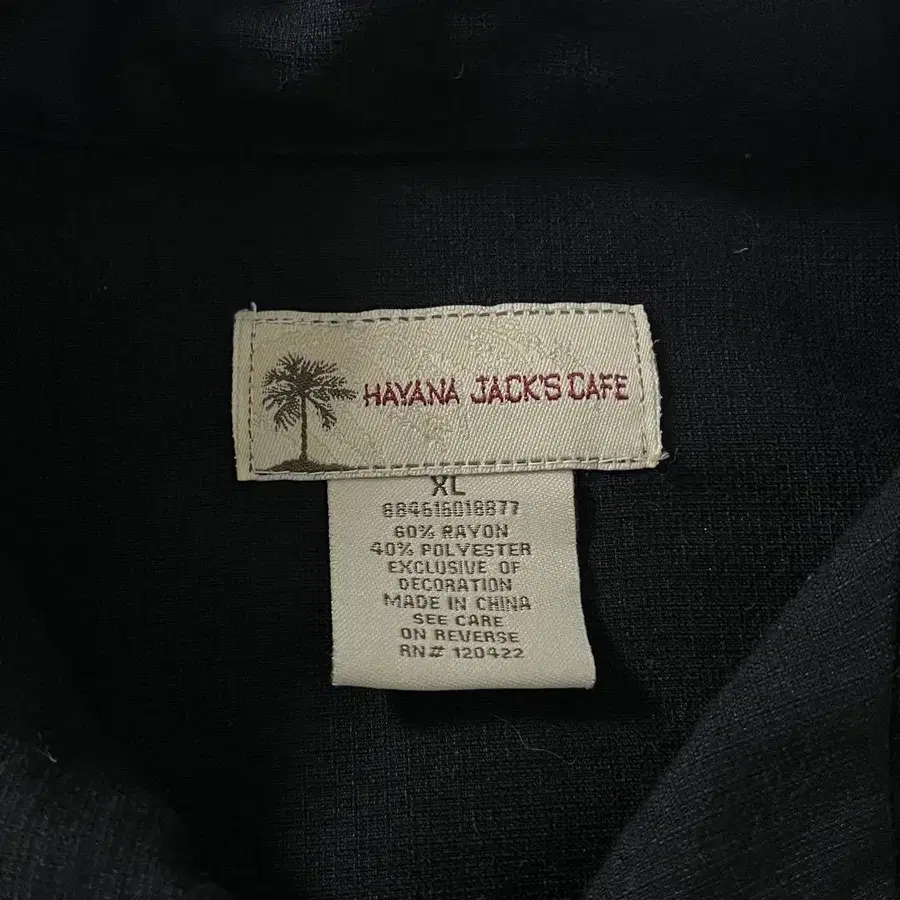 HAVANA JACK'S CAFE
XL
884616018877
60% RAYON
40% POLYESTER
EXCLUSIVE OF
DECORATION
MADE IN CHINA
SEE CARE
ON REVERSE
RN# 120422